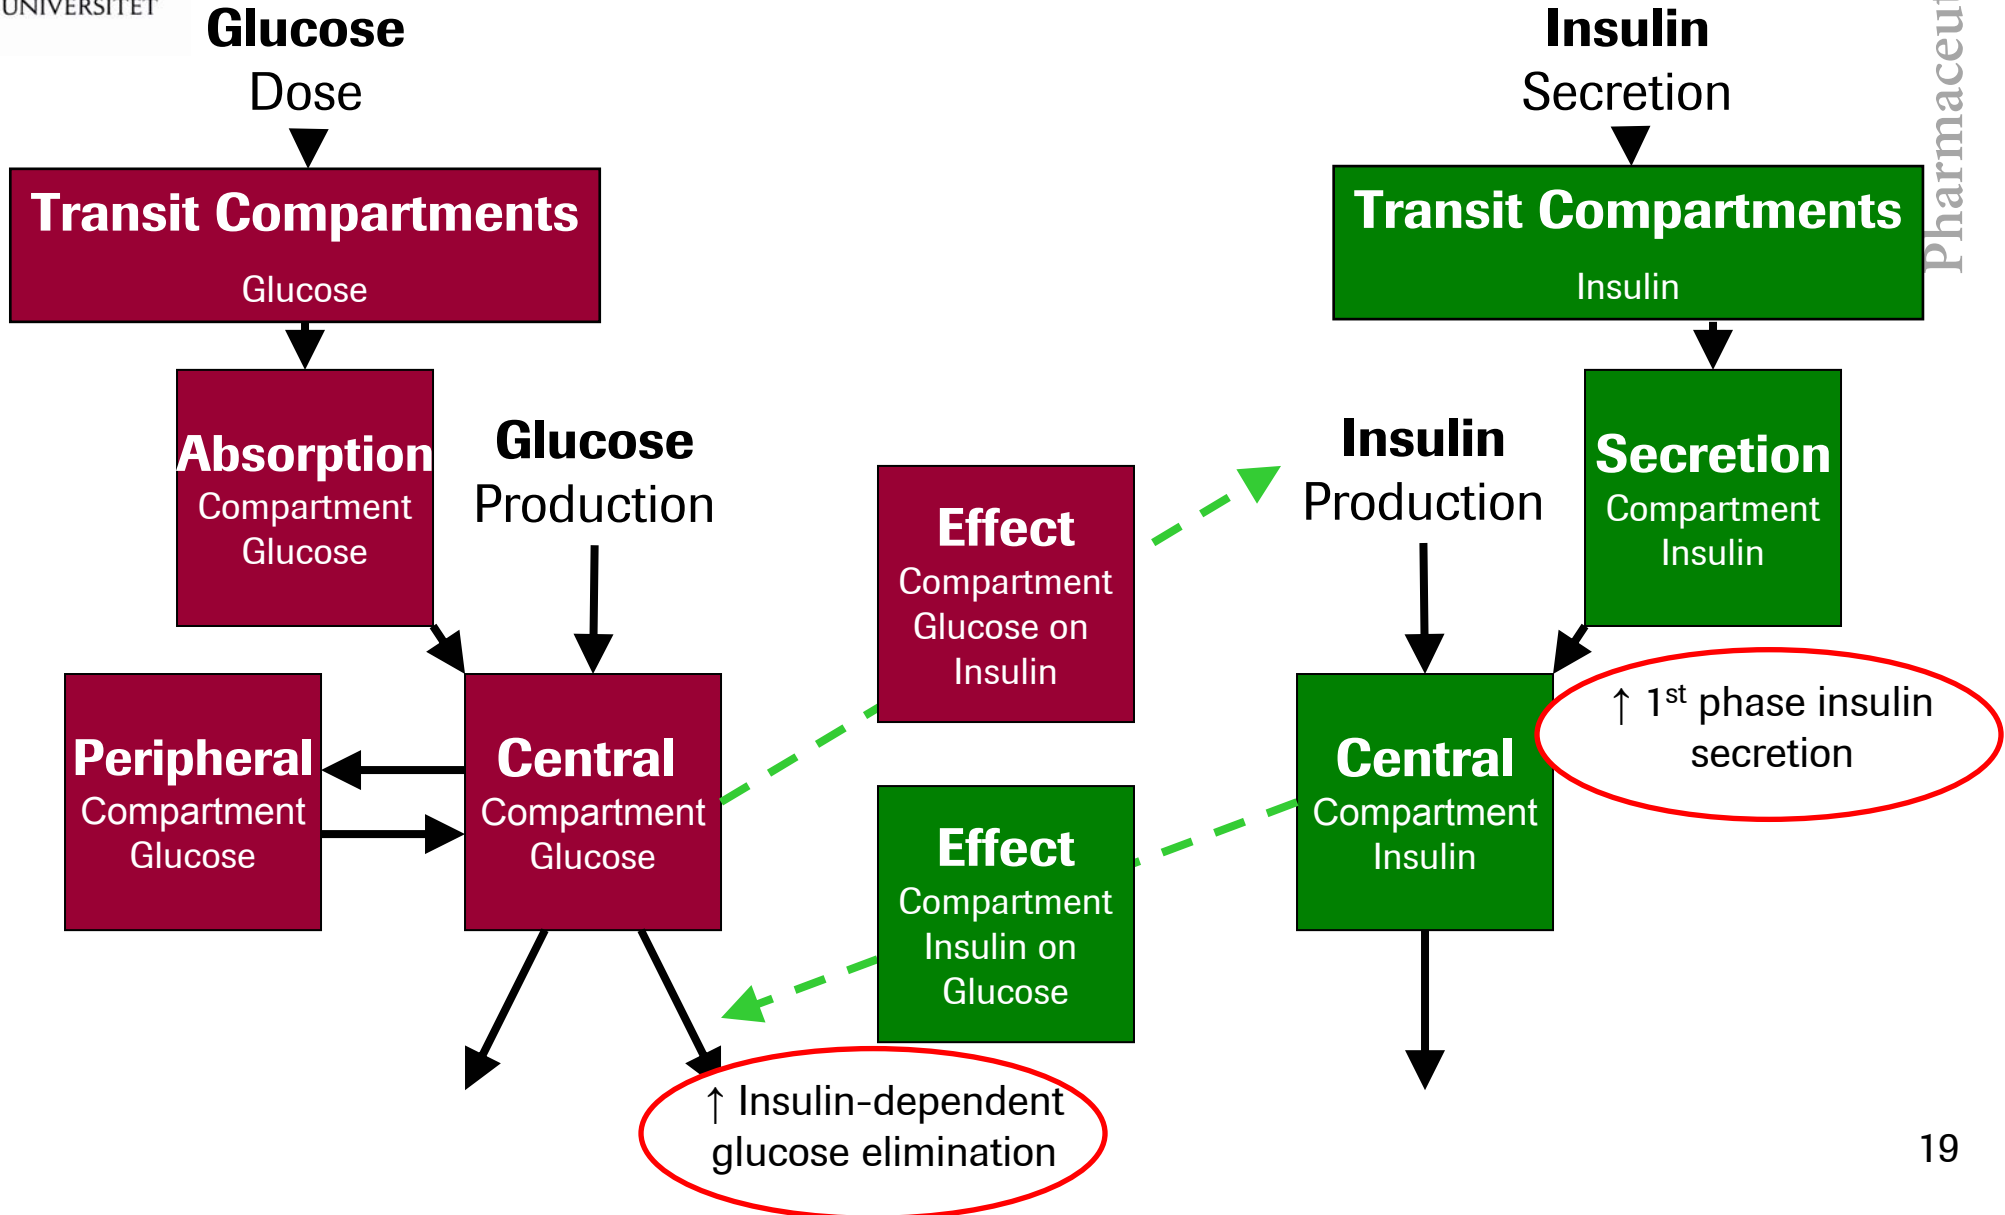 UNIVERSITET
Glucose
Dose
Insulin
Secretion
Transit Compartments
Glucose
Transit Compartments
Insulin
Absorption
Compartment
Glucose
Glucose
Production
Effect
Compartment
Glucose on
Insulin
Insulin
Production
Secretion
Compartment
Insulin
Peripheral
Compartment
Glucose
Central
Compartment
Glucose
Effect
Compartment
Insulin on
Glucose
Central
Compartment
Insulin
↑ 1st phase insulin
secretion
↑ Insulin-dependent
glucose elimination
19